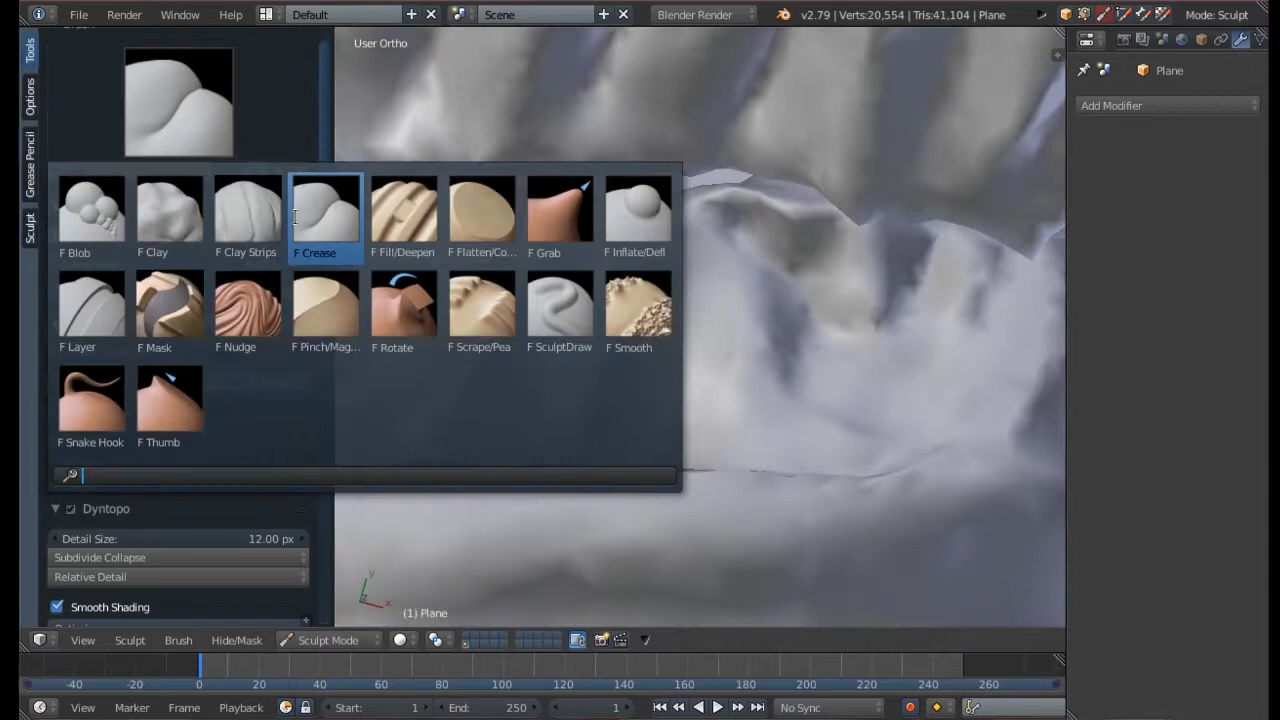 File Render Window Help Default Scene Blender Render v2.79 | Verts:20,554 | Tris:41,104 | Plane Mode: Sculpt
Tools
Options
Grease Pencil
Sculpt
User Ortho
Plane
Add Modifier
F Blob F Clay F Clay Strips F Crease F Fill/Deepen F Flatten/Co... F Grab F Inflate/Defl
F Layer F Mask F Nudge F Pinch/Mag... F Rotate F Scrape/Pea F SculptDraw F Smooth
F Snake Hook F Thumb
Dyntopo
Detail Size: 12.00 px
Subdivide Collapse
Relative Detail
Smooth Shading
y
x
(1) Plane
View Sculpt Brush Hide/Mask Sculpt Mode
-40 -20 0 20 40 60 80 100 120 140 160 180 200 220 240 260
View Marker Frame Playback Start: 1 End: 250 1 No Sync